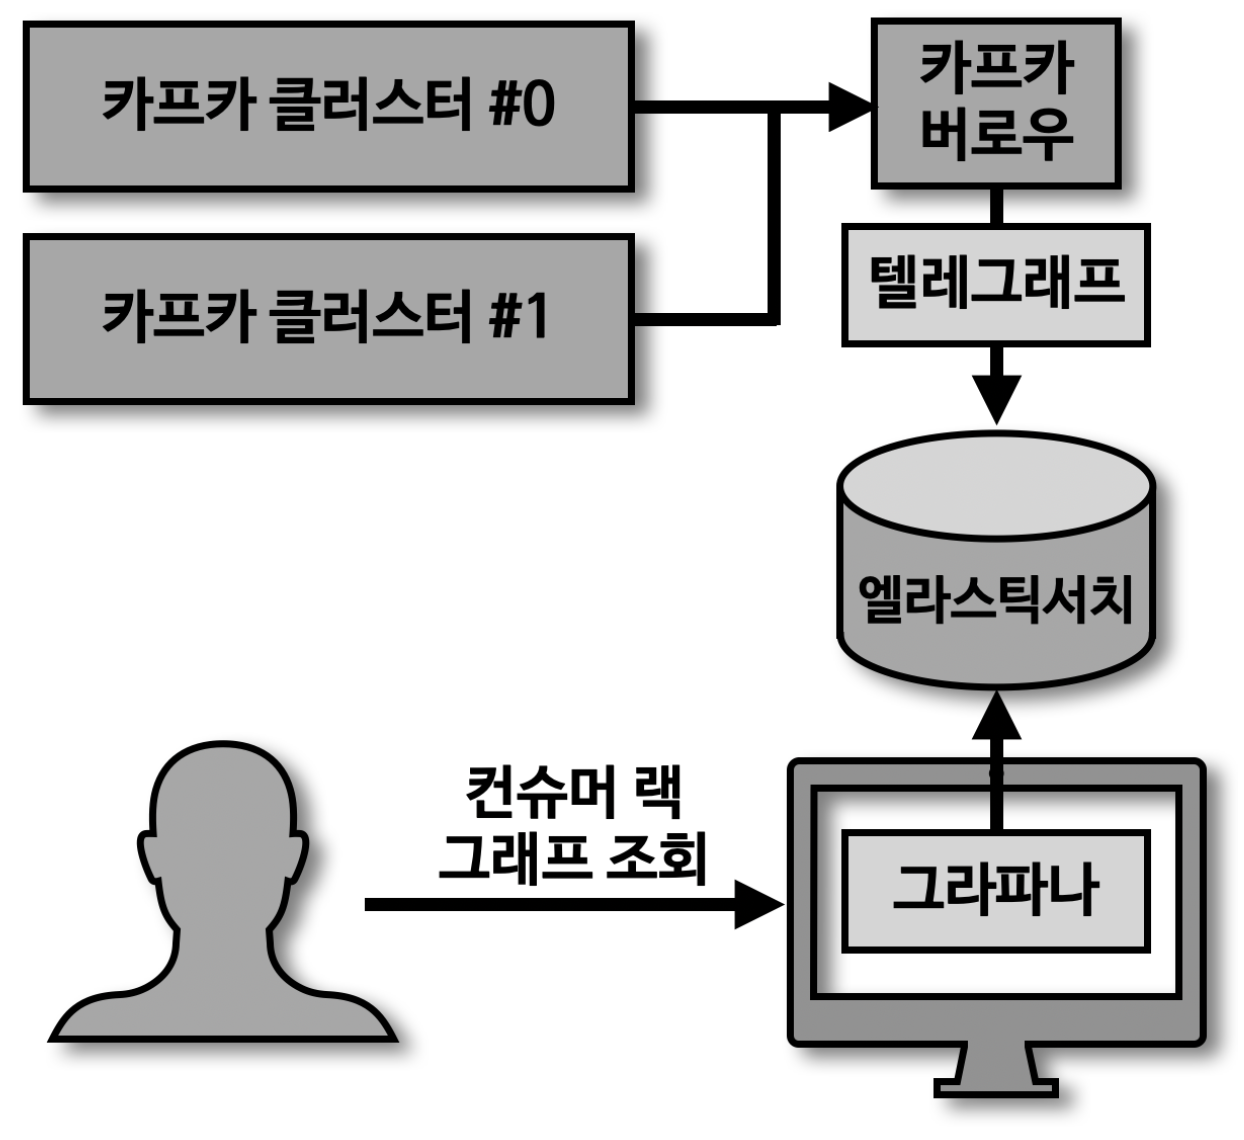 카프카 클러스터 #0
카프카
버로우
카프카 클러스터 #1
텔레그래프
엘라스틱서치
컨슈머 랙
그래프 조회
그라파나